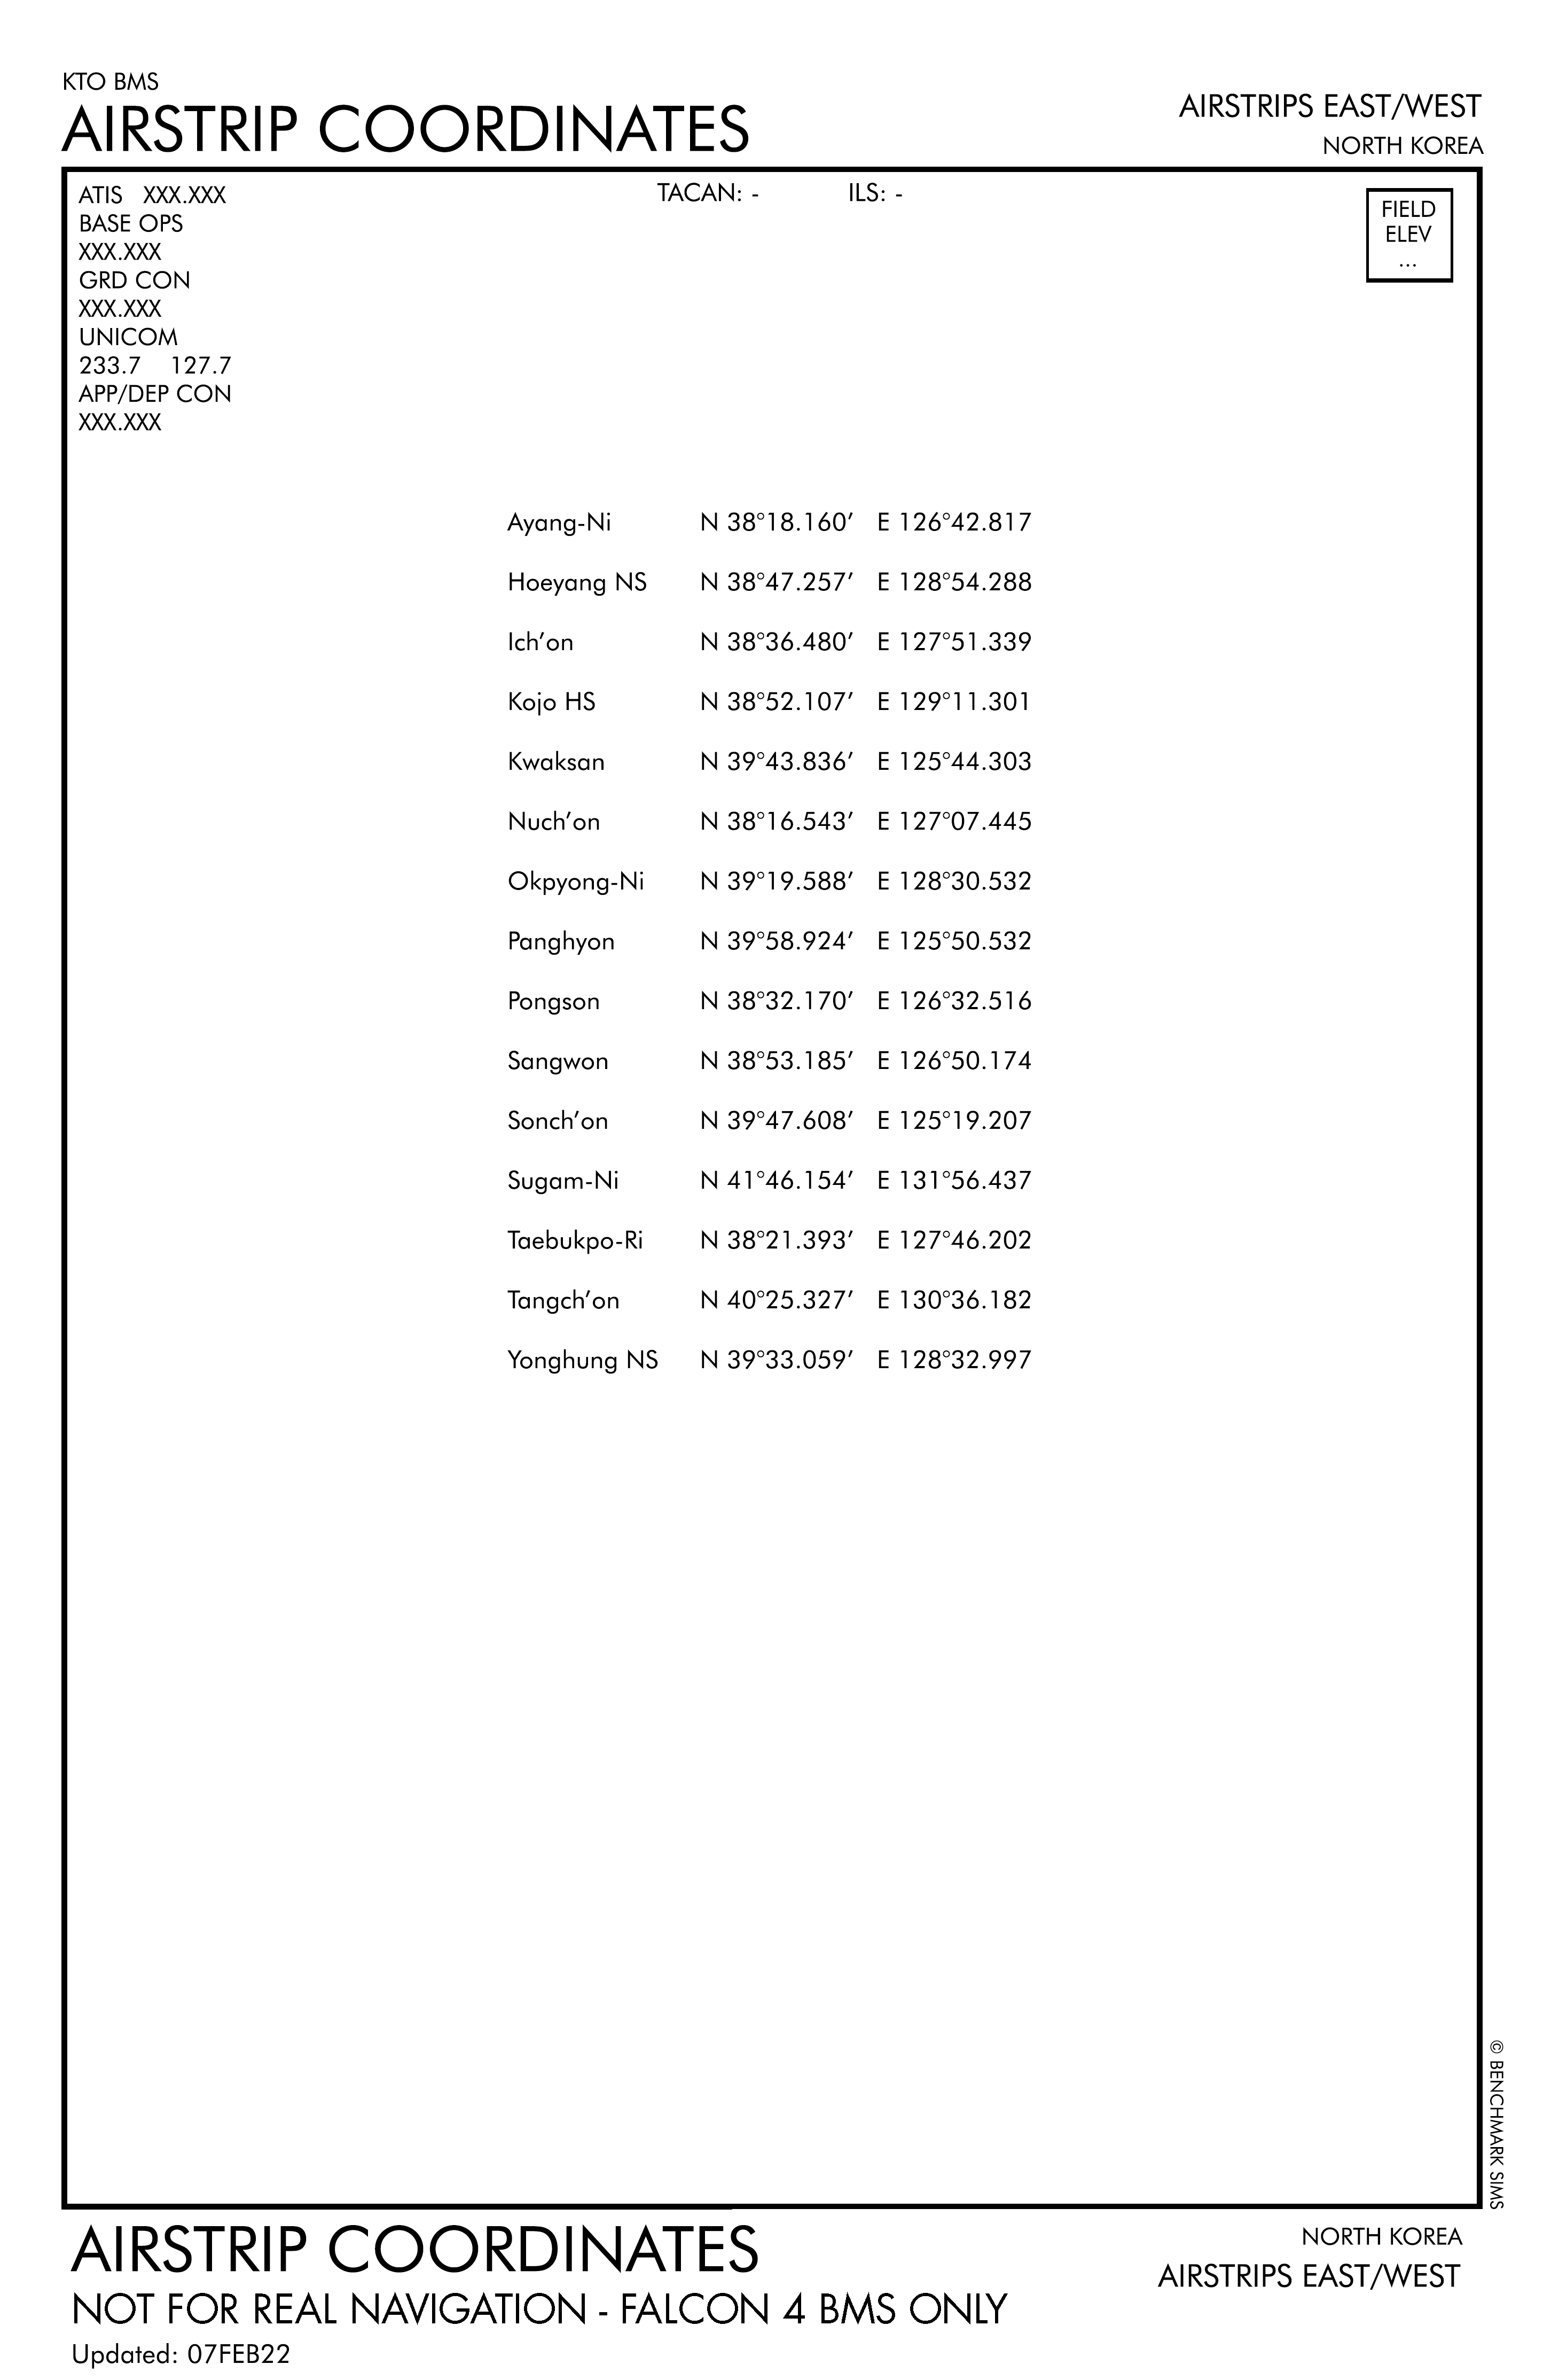 KTO BMS
AIRSTRIP COORDINATES
AIRSTRIPS EAST/WEST
NORTH KOREA
ATIS XXX.XXX
BASE OPS
XXX.XXX
GRD CON
XXX.XXX
UNICOM
233.7 127.7
APP/DEP CON
XXX.XXX
TACAN: - ILS: -
FIELD
ELEV
...
Ayang-Ni N 38°18.160′ E 126°42.817
Hoeyang NS N 38°47.257′ E 128°54.288
Ich′on N 38°36.480′ E 127°51.339
Kojo HS N 38°52.107′ E 129°11.301
Kwaksan N 39°43.836′ E 125°44.303
Nuch′on N 38°16.543′ E 127°07.445
Okpyong-Ni N 39°19.588′ E 128°30.532
Panghyon N 39°58.924′ E 125°50.532
Pongson N 38°32.170′ E 126°32.516
Sangwon N 38°53.185′ E 126°50.174
Sonch′on N 39°47.608′ E 125°19.207
Sugam-Ni N 41°46.154′ E 131°56.437
Taebukpo-Ri N 38°21.393′ E 127°46.202
Tangch′on N 40°25.327′ E 130°36.182
Yonghung NS N 39°33.059′ E 128°32.997
© BENCHMARK SIMS
AIRSTRIP COORDINATES
NOT FOR REAL NAVIGATION - FALCON 4 BMS ONLY
Updated: 07FEB22
NORTH KOREA
AIRSTRIPS EAST/WEST